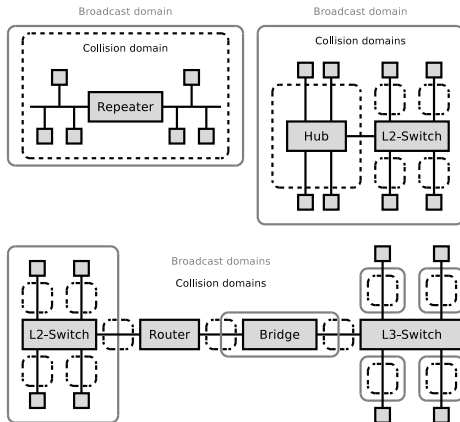 Broadcast domain
Collision domain
Repeater
Broadcast domain
Collision domains
Hub
L2-Switch
Broadcast domains
Collision domains
L2-Switch
Router
Bridge
L3-Switch